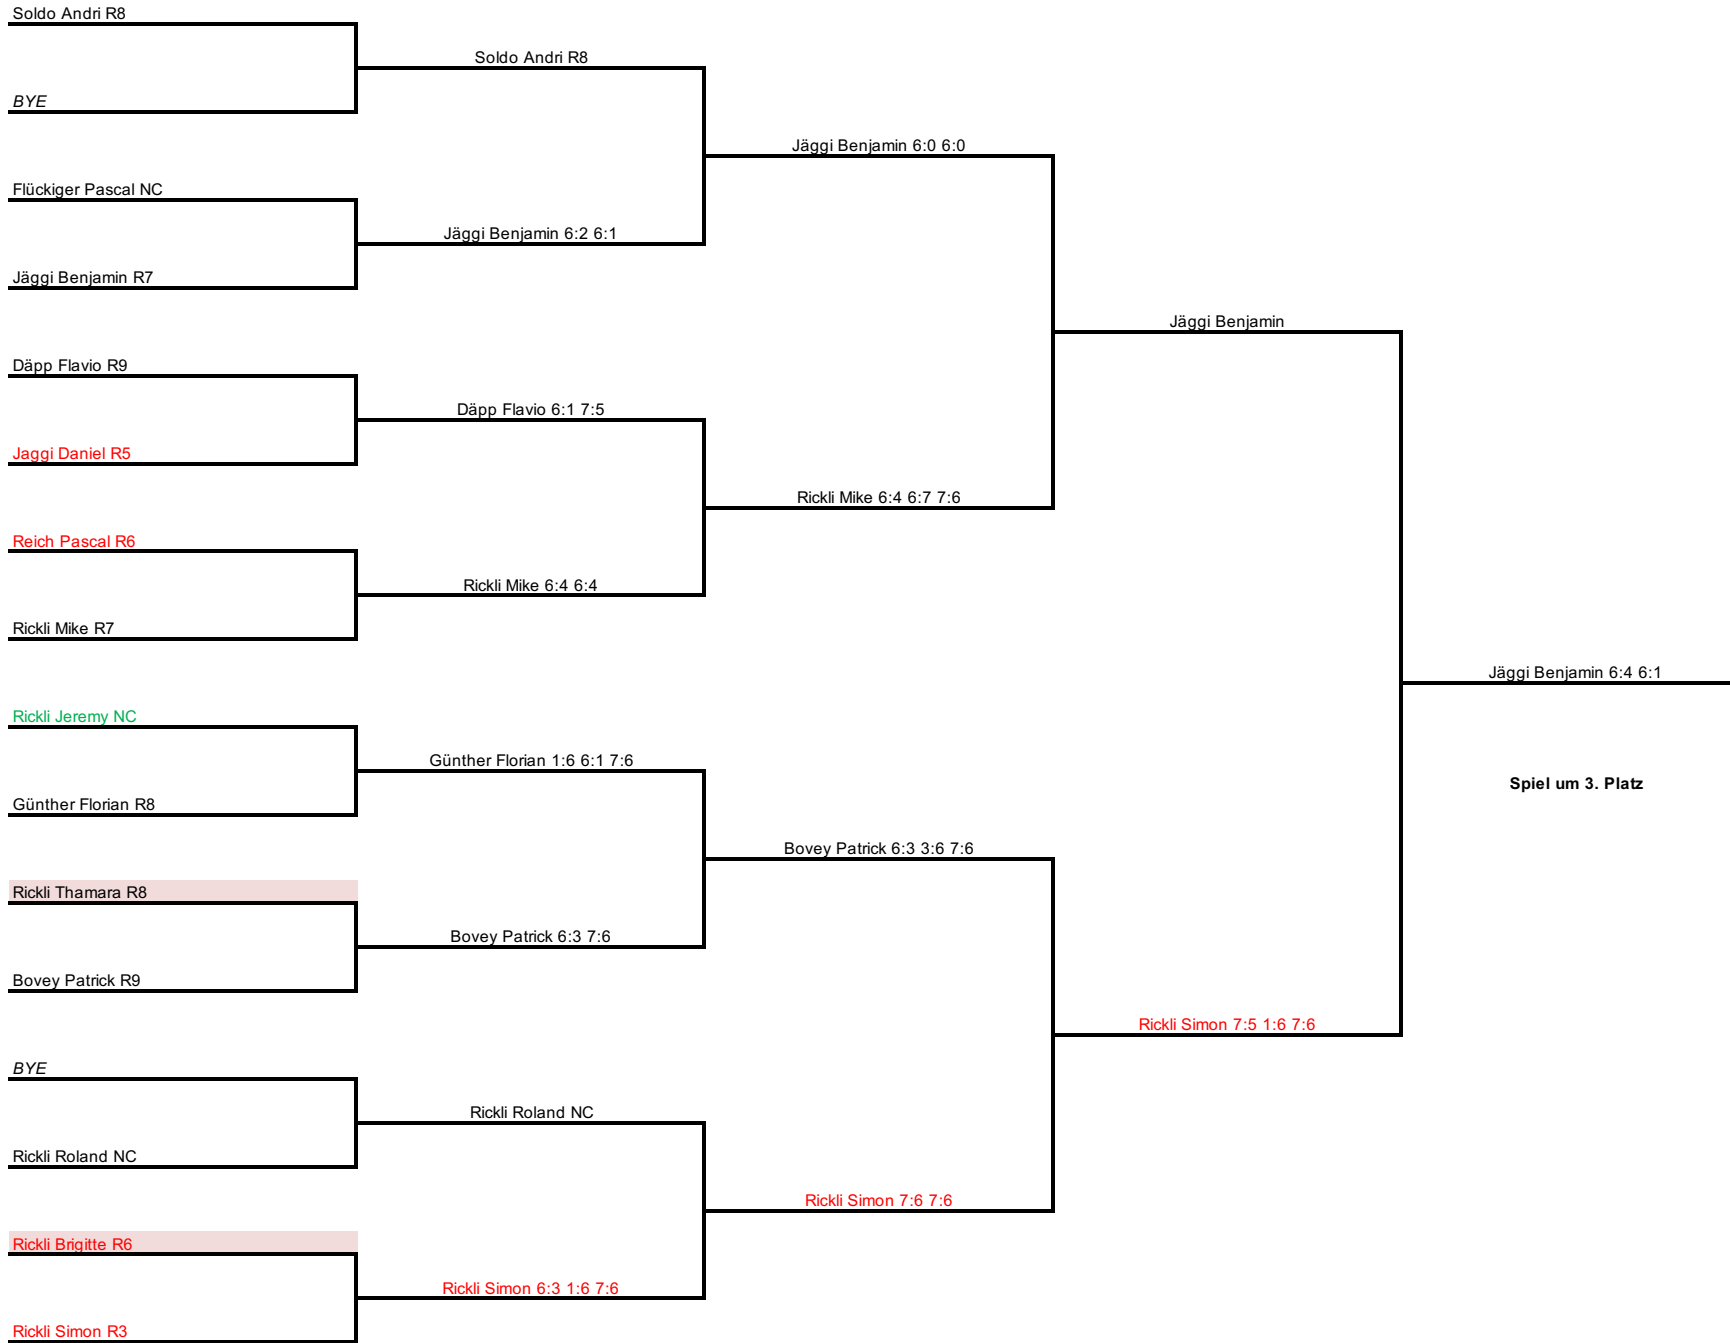 Soldo Andri R8
Soldo Andri R8
BYE
Jäggi Benjamin 6:0 6:0
Flückiger Pascal NC
Jäggi Benjamin 6:2 6:1
Jäggi Benjamin R7
Jäggi Benjamin
Däpp Flavio R9
Däpp Flavio 6:1 7:5
Jaggi Daniel R5
Rickli Mike 6:4 6:7 7:6
Reich Pascal R6
Rickli Mike 6:4 6:4
Rickli Mike R7
Jäggi Benjamin 6:4 6:1
Rickli Jeremy NC
Günther Florian 1:6 6:1 7:6
Spiel um 3. Platz
Günther Florian R8
Bovey Patrick 6:3 3:6 7:6
Rickli Thamara R8
Bovey Patrick 6:3 7:6
Bovey Patrick R9
Rickli Simon 7:5 1:6 7:6
BYE
Rickli Roland NC
Rickli Roland NC
Rickli Simon 7:6 7:6
Rickli Brigitte R6
Rickli Simon 6:3 1:6 7:6
Rickli Simon R3